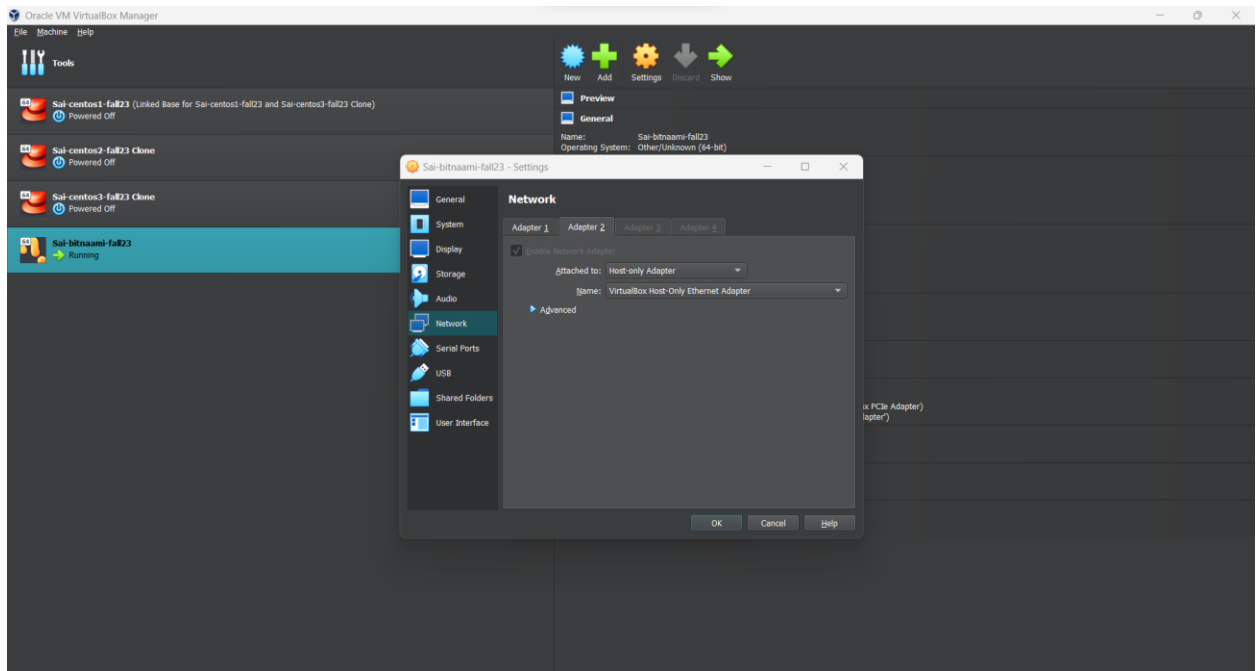 Oracle VM VirtualBox Manager
File Machine Help
Tools
New Add Settings Discard Show
64 Sai-centos1-fall23 (Linked Base for Sai-centos1-fall23 and Sai-centos3-fall23 Clone)
Powered Off
64 Sai-centos2-fall23 Clone
Powered Off
64 Sai-centos3-fall23 Clone
Powered Off
64 Sai-bitnaami-fall23
Running
Preview
General
Name: Sai-bitnaami-fall23
Operating System: Other/Unknown (64-bit)
Sai-bitnaami-fall23 - Settings
General
System
Display
Storage
Audio
Network
Serial Ports
USB
Shared Folders
User Interface
Network
Adapter 1 Adapter 2 Adapter 3 Adapter 4
Enable Network Adapter
Attached to: Host-only Adapter
Name: VirtualBox Host-Only Ethernet Adapter
Advanced
OK Cancel Help
x PCIe Adapter)
lapter')